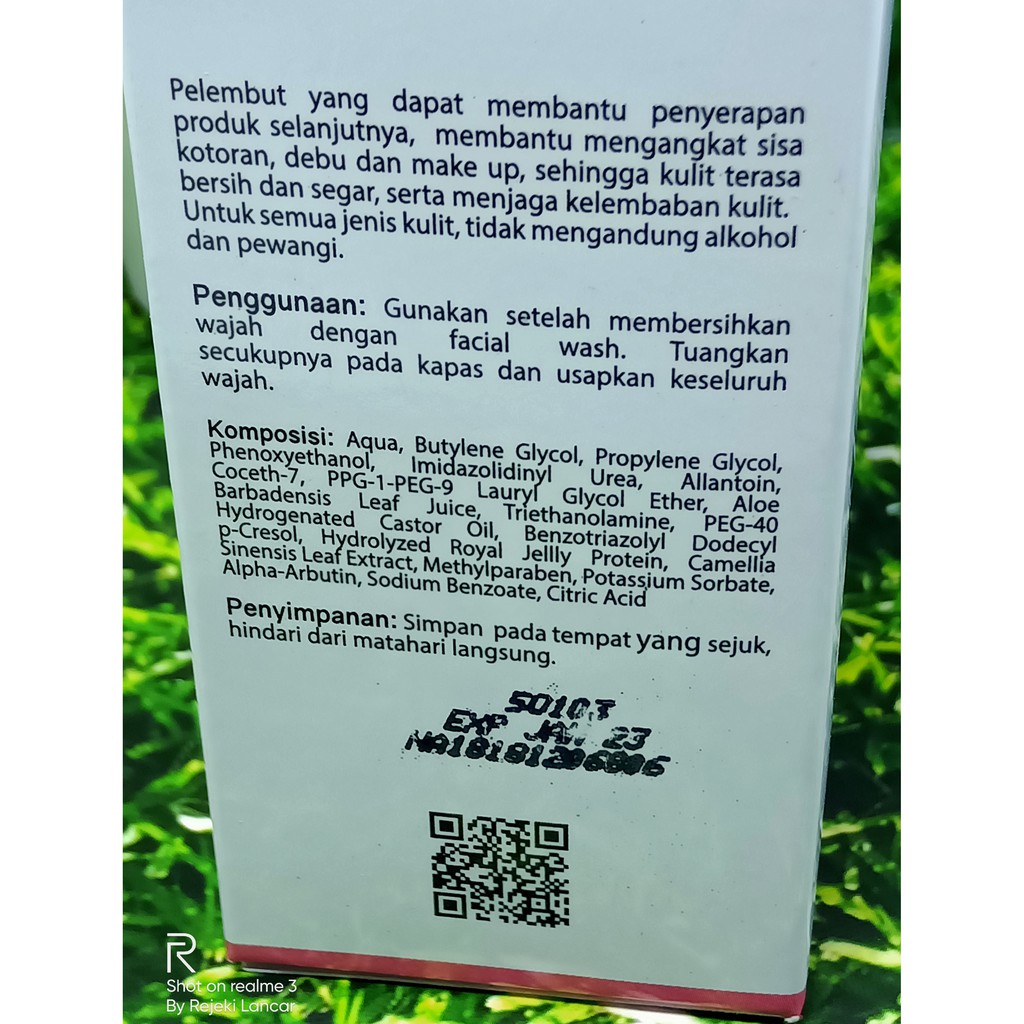 Pelembut yang dapat membantu penyerapan
produk selanjutnya, membantu mengangkat sisa
kotoran, debu dan make up, sehingga kulit terasa
bersih dan segar, serta menjaga kelembaban kulit.
Untuk semua jenis kulit, tidak mengandung alkohol
dan pewangi.
Penggunaan: Gunakan setelah membersihkan
wajah dengan facial wash. Tuangkan
secukupnya pada kapas dan usapkan keseluruh
wajah.
Komposisi: Aqua, Butylene Glycol, Propylene Glycol,
Phenoxyethanol, Imidazolidinyl Urea, Allantoin,
Coceth-7, PPG-1-PEG-9 Lauryl Glycol Ether, Aloe
Barbadensis Leaf Juice, Triethanolamine, PEG-40
Hydrogenated Castor Oil, Benzotriazolyl Dodecyl
p-Cresol, Hydrolyzed Royal Jellly Protein, Camellia
Sinensis Leaf Extract, Methylparaben, Potassium Sorbate,
Alpha-Arbutin, Sodium Benzoate, Citric Acid
Penyimpanan: Simpan pada tempat yang sejuk,
hindari dari matahari langsung.
SO103
EXP JAN 23
R
Shot on realme 3
By Rejeki Lancar